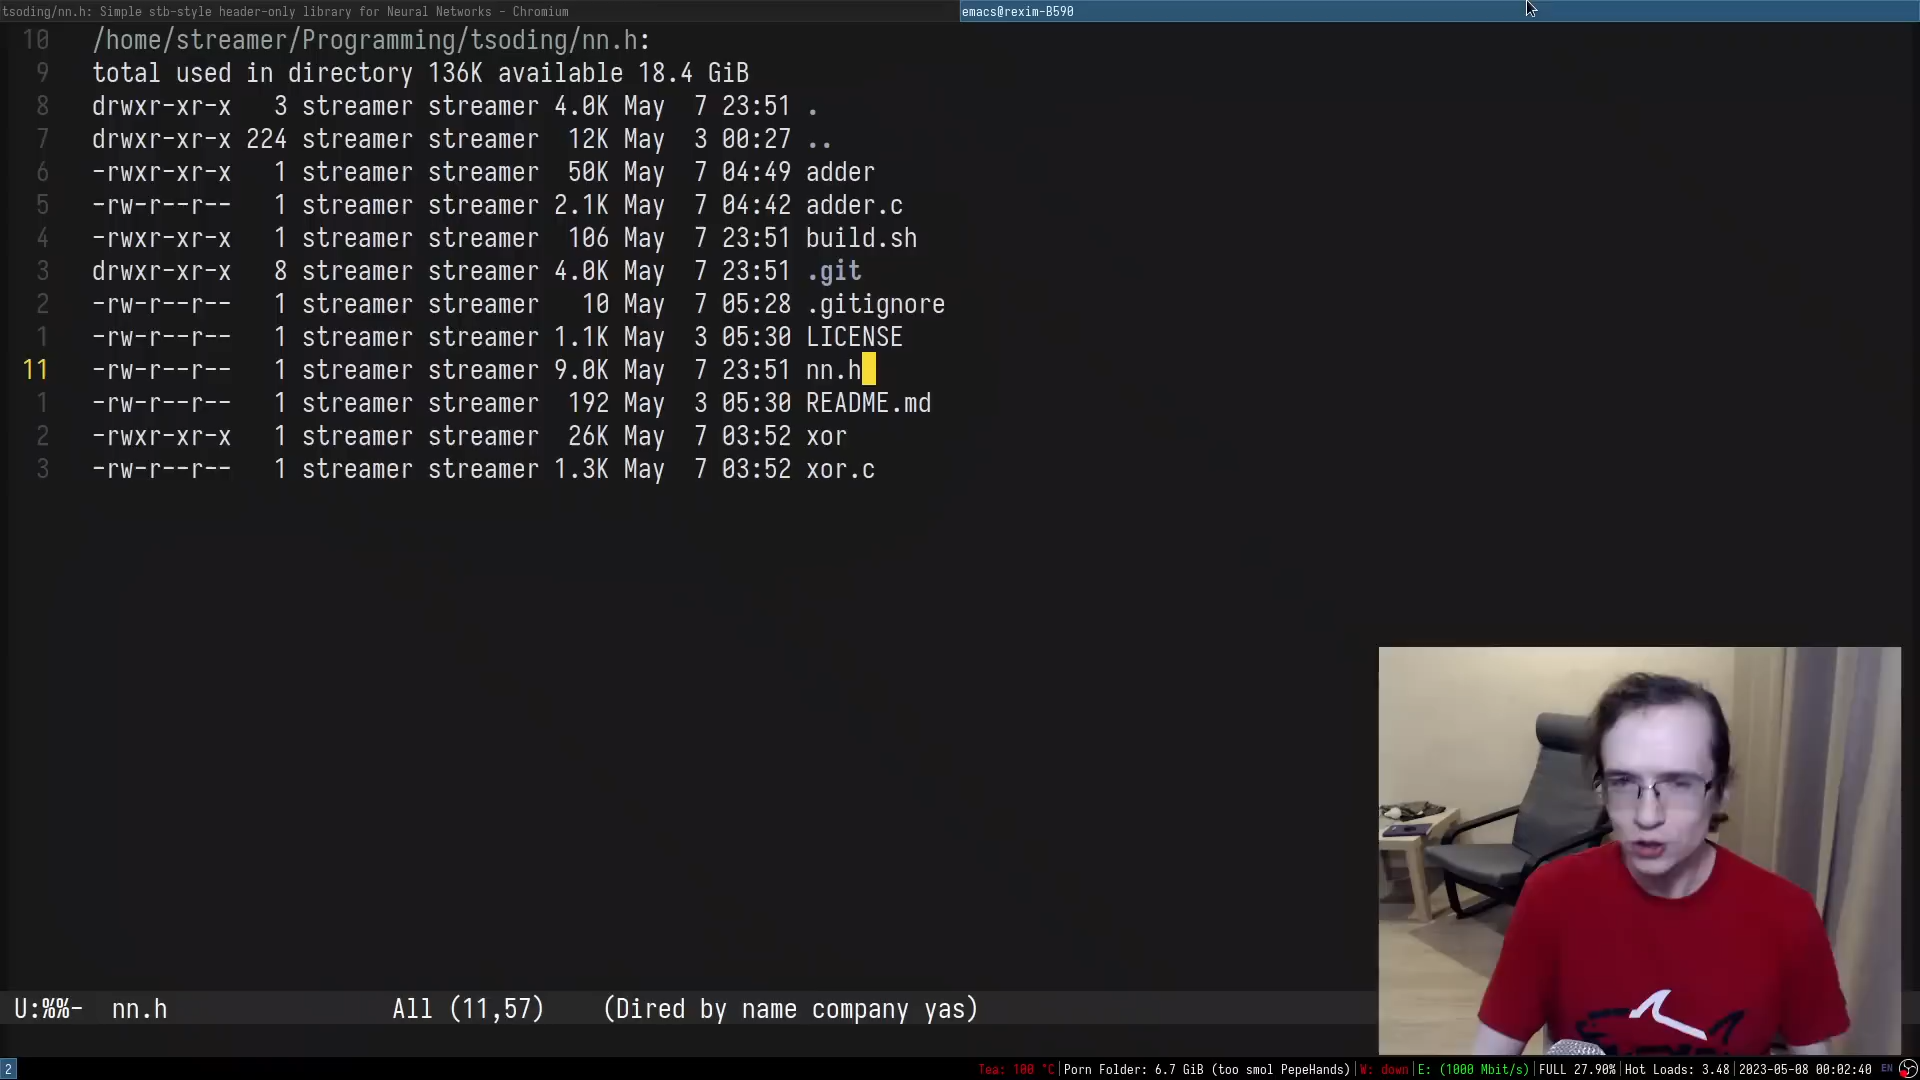 tsoding/nn.h: Simple stb-style header-only library for Neural Networks - Chromium
emacs@rexim-B590
10 /home/streamer/Programming/tsoding/nn.h:
9 total used in directory 136K available 18.4 GiB
8 drwxr-xr-x 3 streamer streamer 4.0K May 7 23:51 .
7 drwxr-xr-x 224 streamer streamer 12K May 3 00:27 ..
6 -rwxr-xr-x 1 streamer streamer 50K May 7 04:49 adder
5 -rw-r--r-- 1 streamer streamer 2.1K May 7 04:42 adder.c
4 -rwxr-xr-x 1 streamer streamer 106 May 7 23:51 build.sh
3 drwxr-xr-x 8 streamer streamer 4.0K May 7 23:51 .git
2 -rw-r--r-- 1 streamer streamer 10 May 7 05:28 .gitignore
1 -rw-r--r-- 1 streamer streamer 1.1K May 3 05:30 LICENSE
11 -rw-r--r-- 1 streamer streamer 9.0K May 7 23:51 nn.h
1 -rw-r--r-- 1 streamer streamer 192 May 3 05:30 README.md
2 -rwxr-xr-x 1 streamer streamer 26K May 7 03:52 xor
3 -rw-r--r-- 1 streamer streamer 1.3K May 7 03:52 xor.c
U:%%- nn.h All (11,57) (Dired by name company yas)
2 Tea: 100 °C|Porn Folder: 6.7 GiB (too smol PepeHands)|W: down|E: (1000 Mbit/s)|FULL 27.90%|Hot Loads: 3.48|2023-05-08 00:02:40 EN